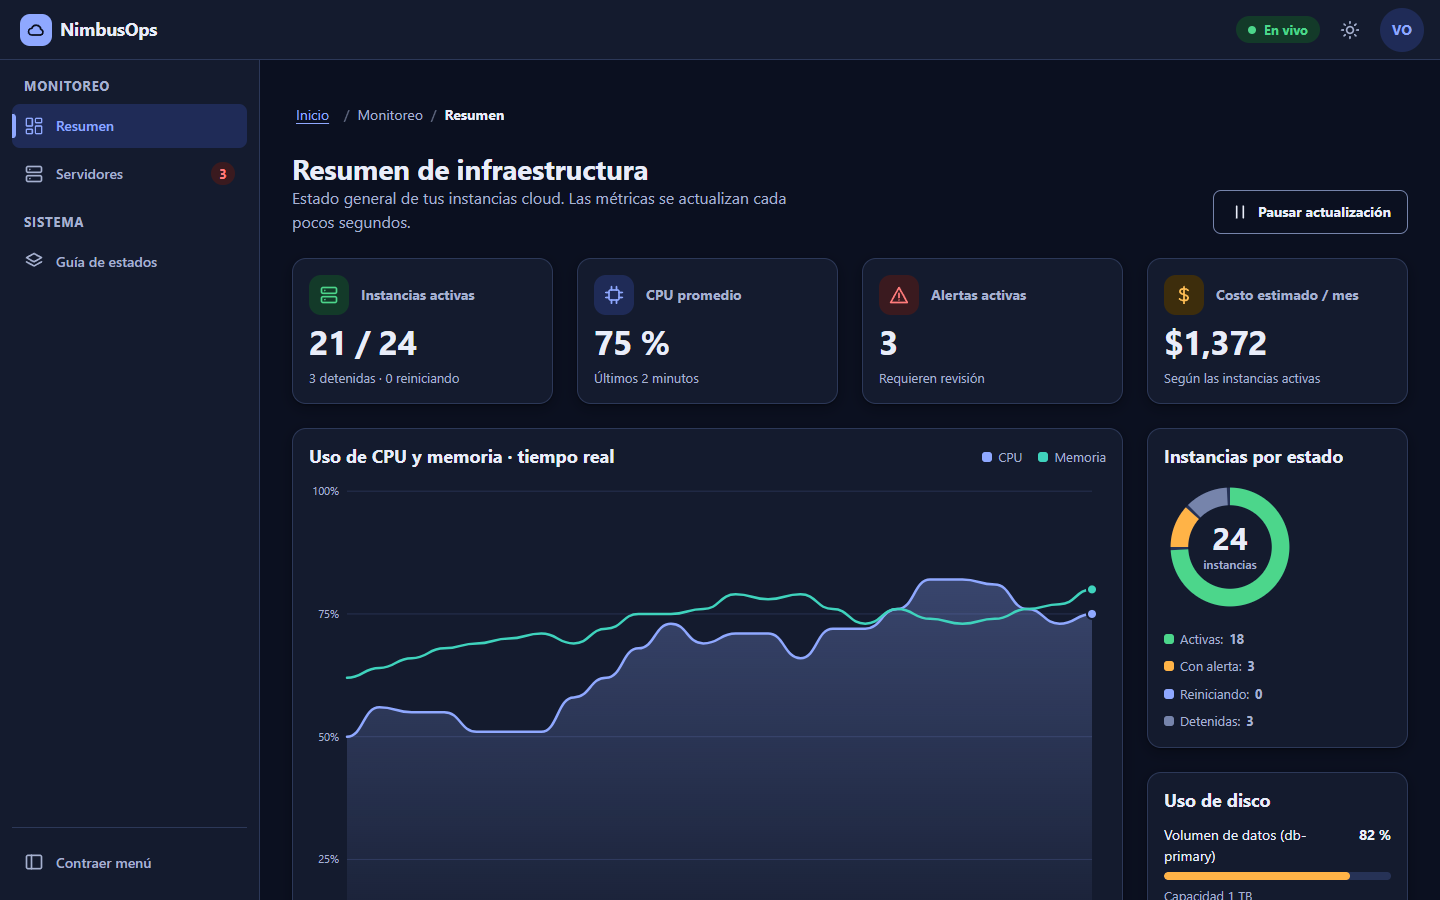 NimbusOps
En vivo
VO
MONITOREO
Resumen
Servidores
3
SISTEMA
Guía de estados
Contraer menú
Inicio / Monitoreo / Resumen
Resumen de infraestructura
Estado general de tus instancias cloud. Las métricas se actualizan cada
pocos segundos.
Pausar actualización
Instancias activas
21 / 24
3 detenidas · 0 reiniciando
CPU promedio
75 %
Últimos 2 minutos
Alertas activas
3
Requieren revisión
$
Costo estimado / mes
$1,372
Según las instancias activas
Uso de CPU y memoria · tiempo real
CPU
Memoria
100%
75%
50%
25%
Instancias por estado
24
instancias
Activas: 18
Con alerta: 3
Reiniciando: 0
Detenidas: 3
Uso de disco
Volumen de datos (db-
primary)
82 %
Capacidad 1 TB